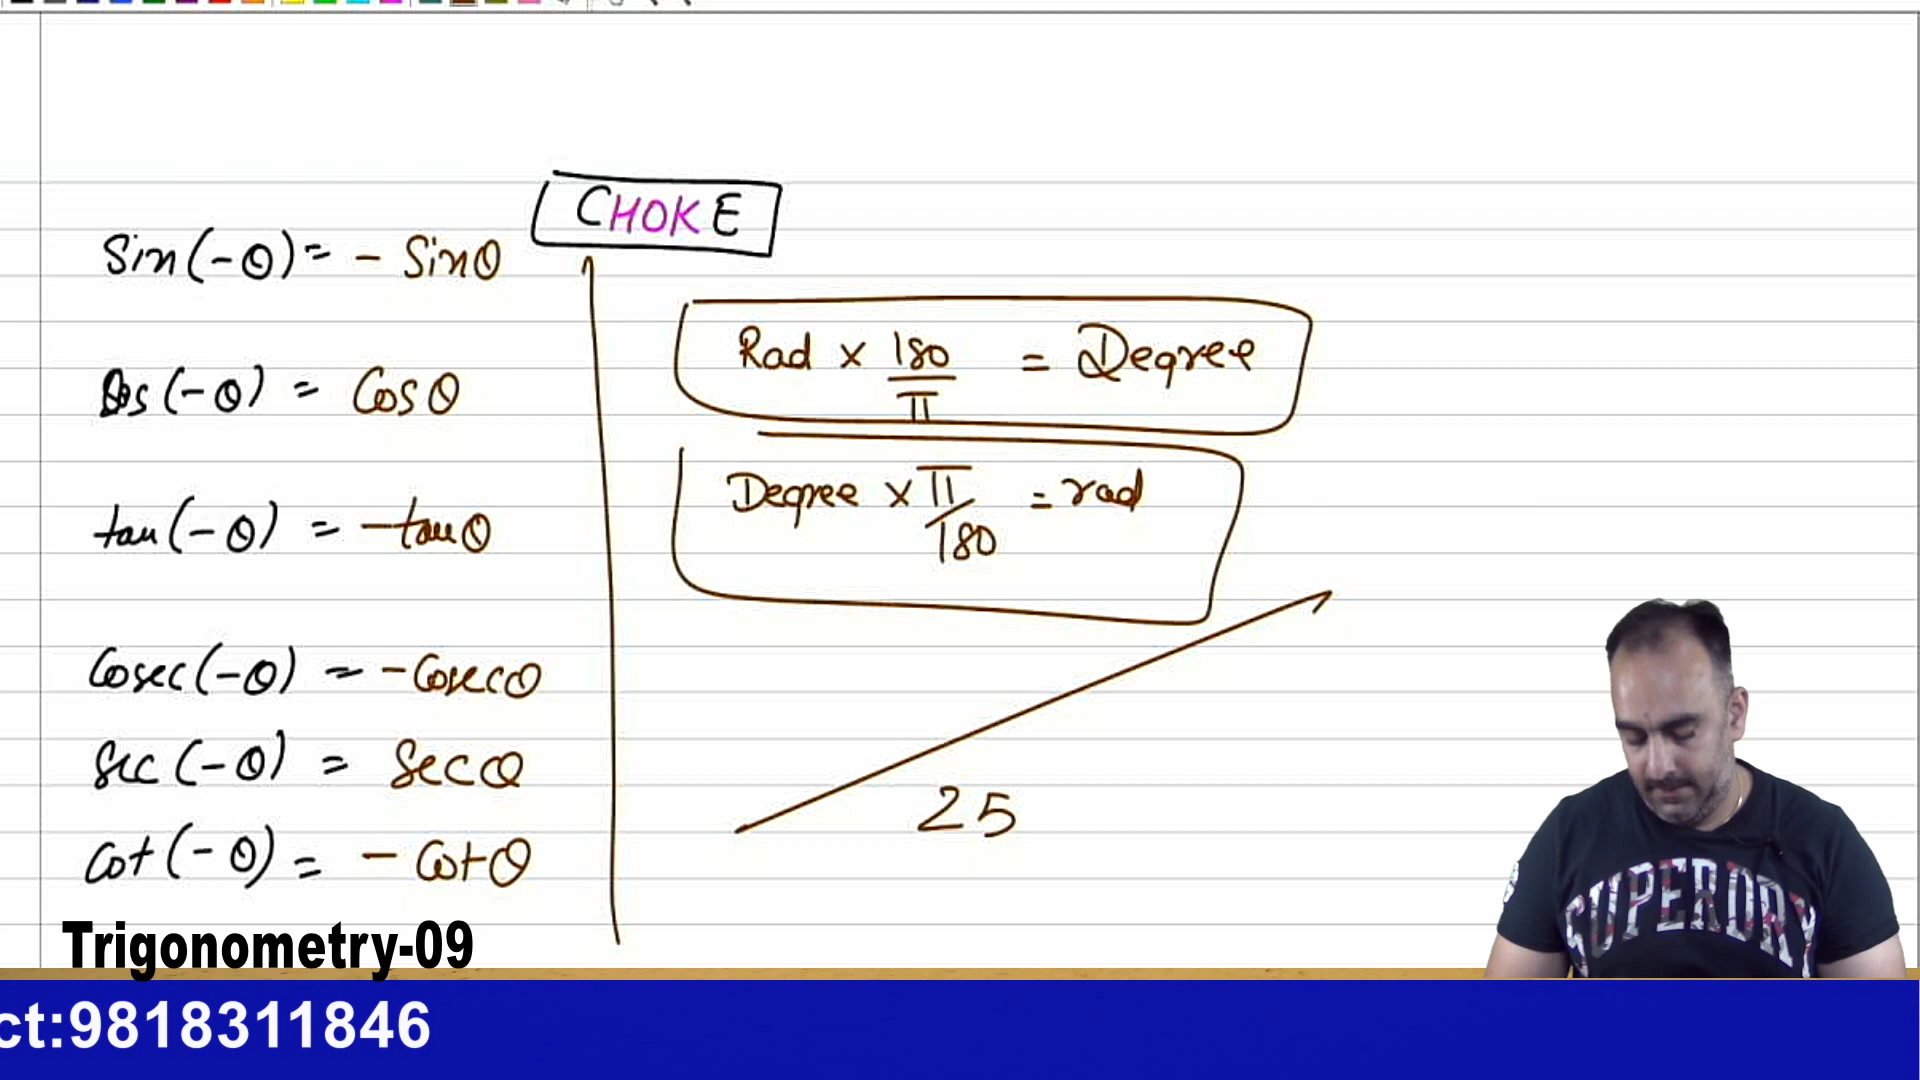 CHOKE
Sin(-θ) = - Sinθ
Cos(-θ) = Cosθ
tan(-θ) = -tanθ
Cosec(-θ) = -Cosecθ
Sec(-θ) = Secθ
Cot(-θ) = - Cotθ
Rad × 180/π = Degree
Degree × π/180 = rad
25
SUPERDRY
Trigonometry-09
ct:9818311846